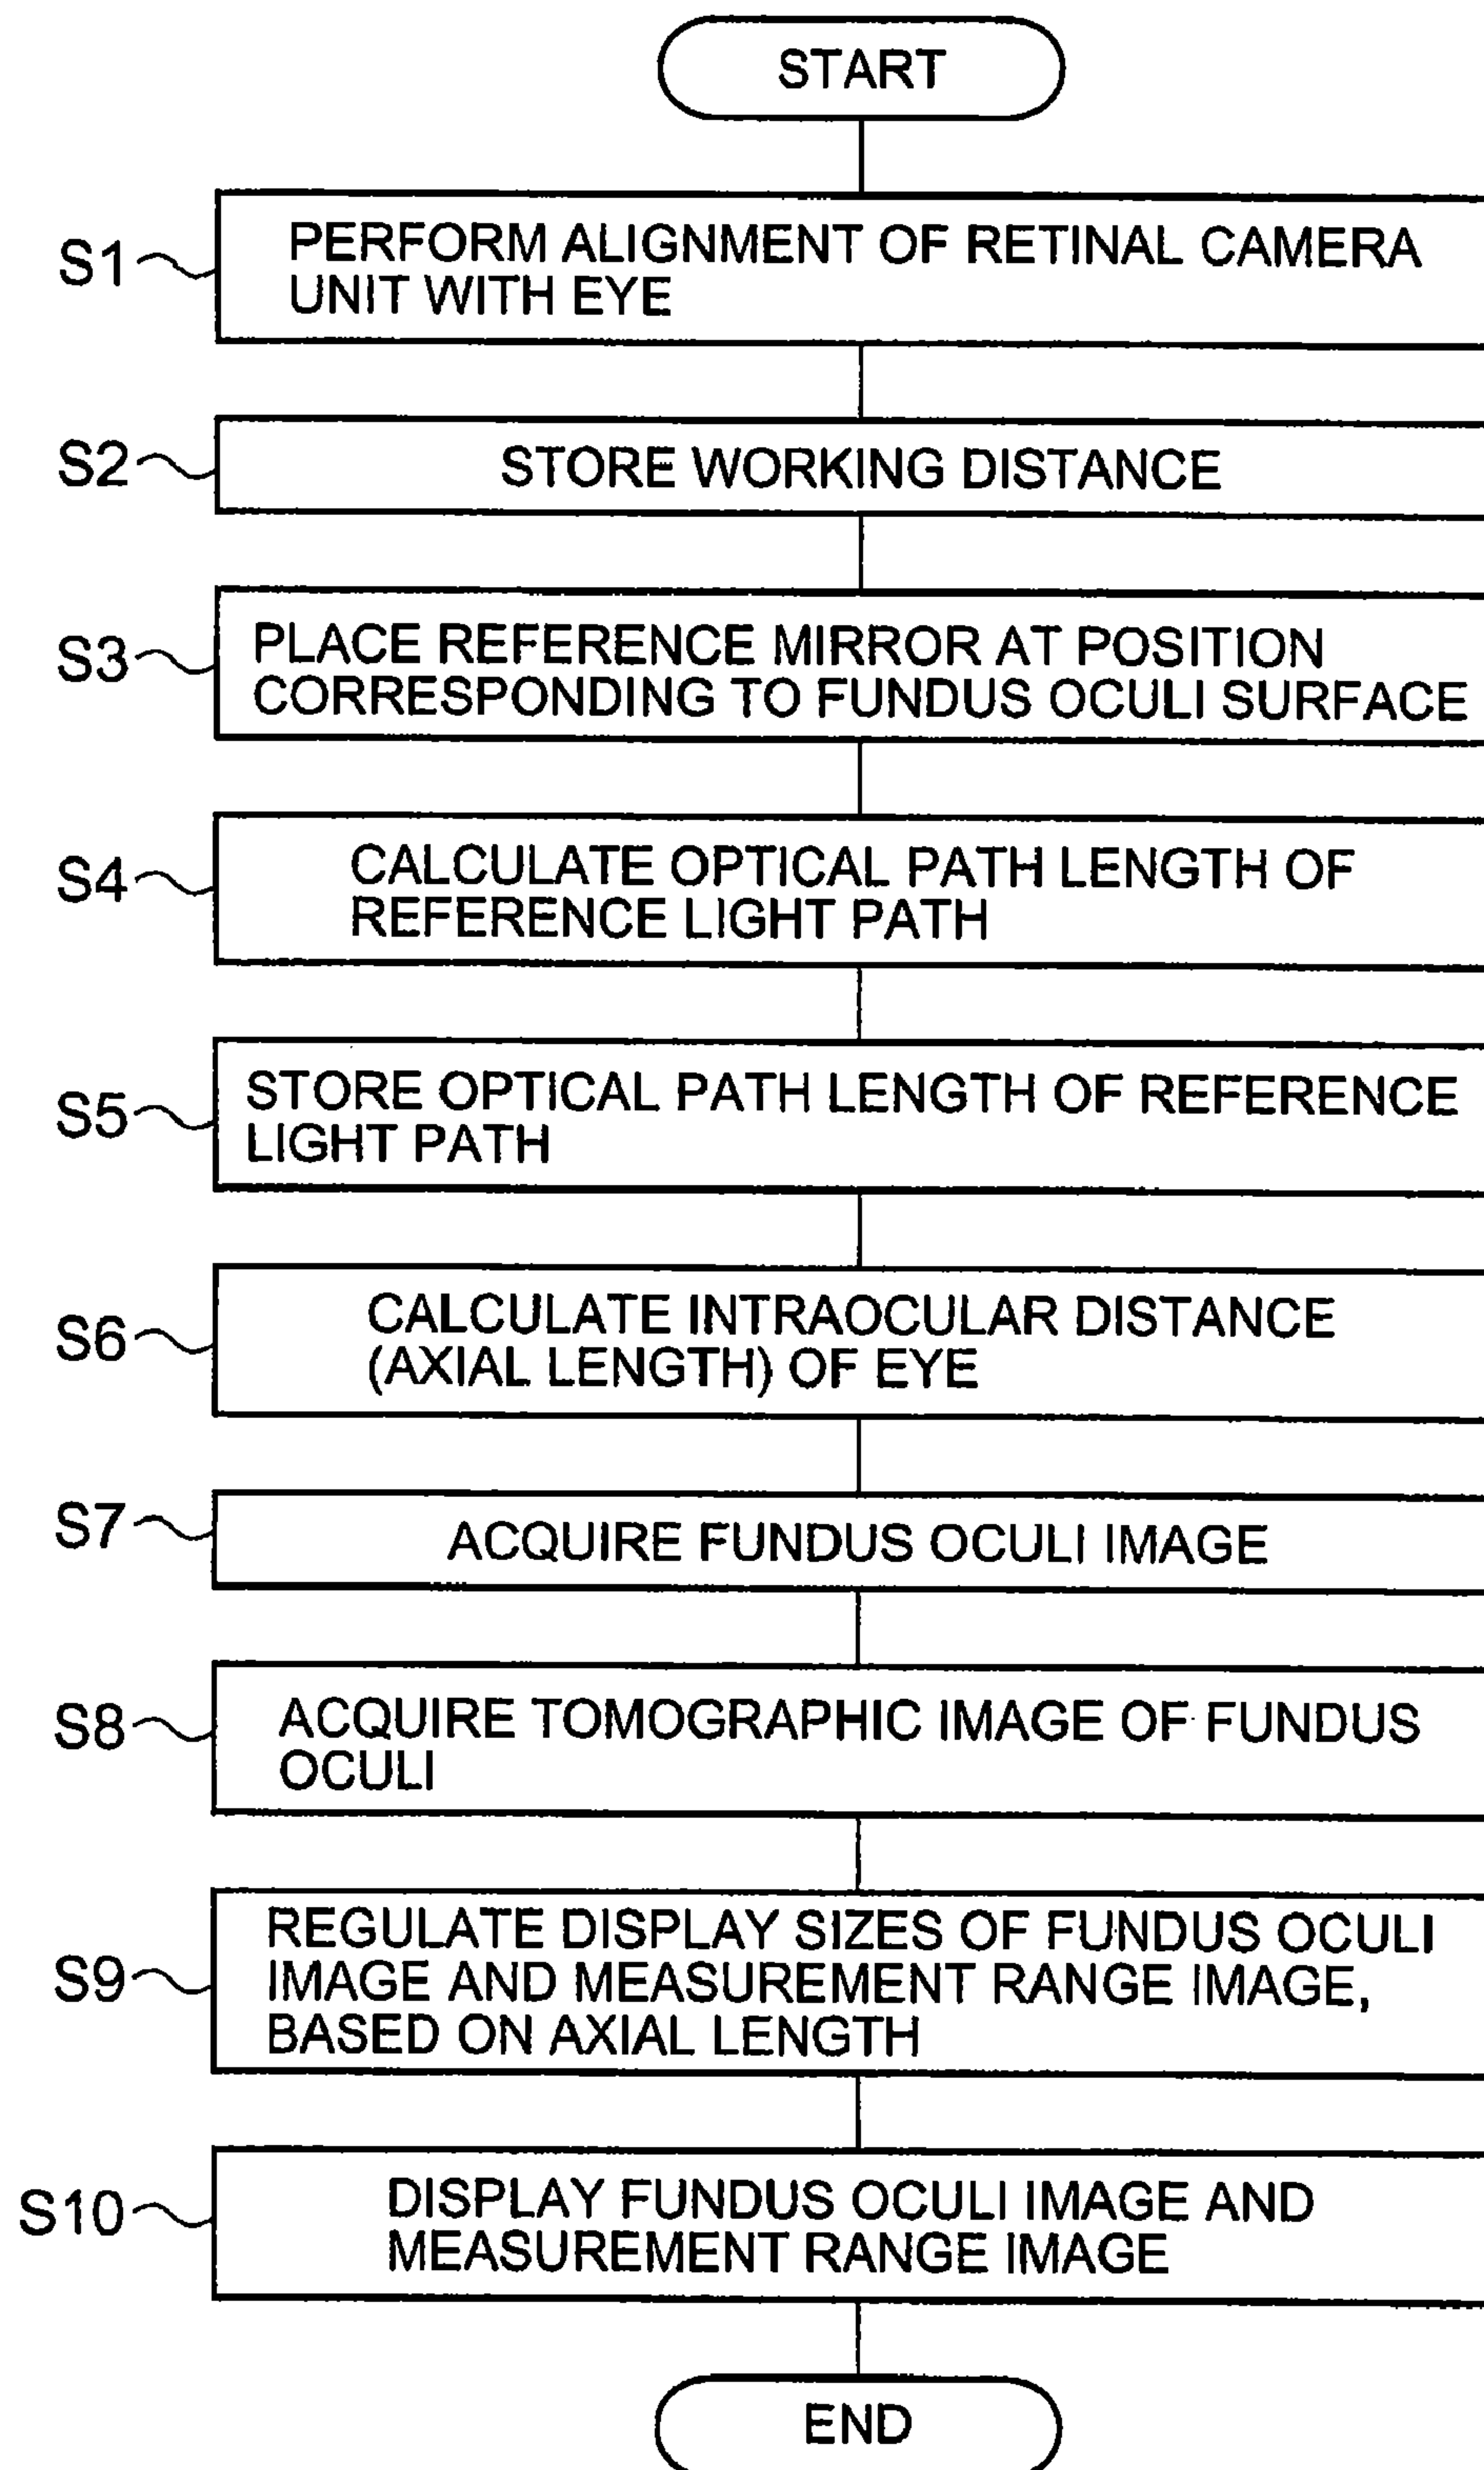 START
S1
PERFORM ALIGNMENT OF RETINAL CAMERA
UNIT WITH EYE
S2
STORE WORKING DISTANCE
S3
PLACE REFERENCE MIRROR AT POSITION
CORRESPONDING TO FUNDUS OCULI SURFACE
S4
CALCULATE OPTICAL PATH LENGTH OF
REFERENCE LIGHT PATH
S5
STORE OPTICAL PATH LENGTH OF REFERENCE
LIGHT PATH
S6
CALCULATE INTRAOCULAR DISTANCE
(AXIAL LENGTH) OF EYE
S7
ACQUIRE FUNDUS OCULI IMAGE
S8
ACQUIRE TOMOGRAPHIC IMAGE OF FUNDUS
OCULI
S9
REGULATE DISPLAY SIZES OF FUNDUS OCULI
IMAGE AND MEASUREMENT RANGE IMAGE,
BASED ON AXIAL LENGTH
S10
DISPLAY FUNDUS OCULI IMAGE AND
MEASUREMENT RANGE IMAGE
END